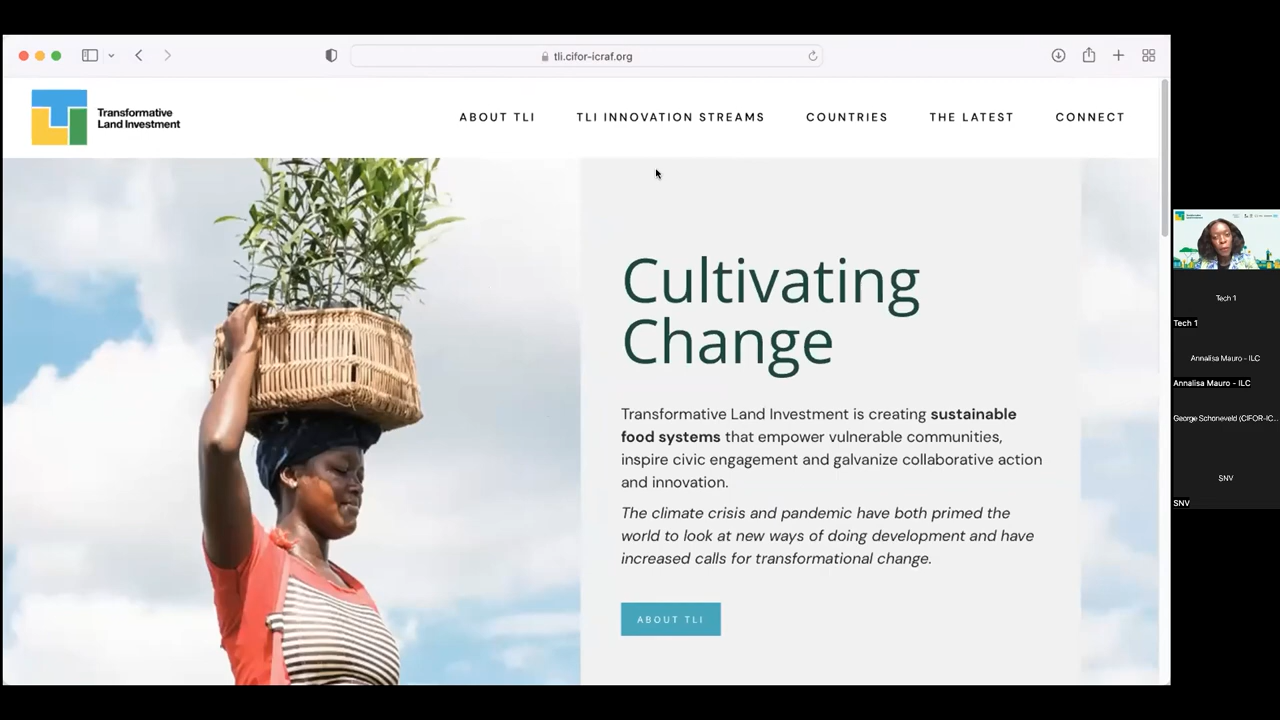 tli.cifor-icraf.org
Transformative
Land Investment
ABOUT TLI
TLI INNOVATION STREAMS
COUNTRIES
THE LATEST
CONNECT
Cultivating
Change
Transformative Land Investment is creating sustainable
food systems that empower vulnerable communities,
inspire civic engagement and galvanize collaborative action
and innovation.
The climate crisis and pandemic have both primed the
world to look at new ways of doing development and have
increased calls for transformational change.
ABOUT TLI
Tech 1
Tech 1
Annalisa Mauro - ILC
Annalisa Mauro - ILC
George Schoneveld (CIFOR-IC...
SNV
SNV